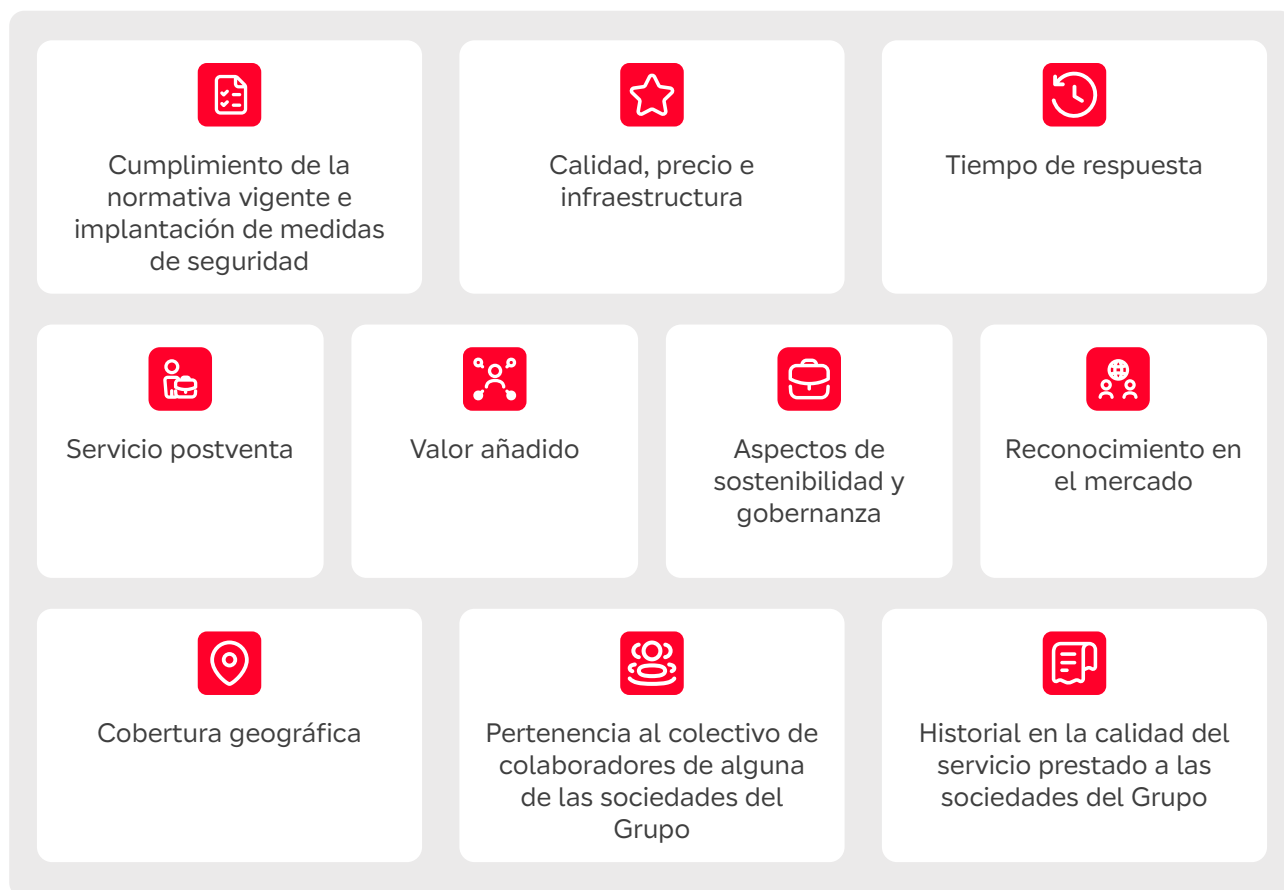 Cumplimiento de la
normativa vigente e
implantación de medidas
de seguridad
Calidad, precio e
infraestructura
Tiempo de respuesta
Servicio postventa
Valor añadido
Aspectos de
sostenibilidad y
gobernanza
Reconocimiento en
el mercado
Cobertura geográfica
Pertenencia al colectivo de
colaboradores de alguna
de las sociedades del
Grupo
Historial en la calidad del
servicio prestado a las
sociedades del Grupo